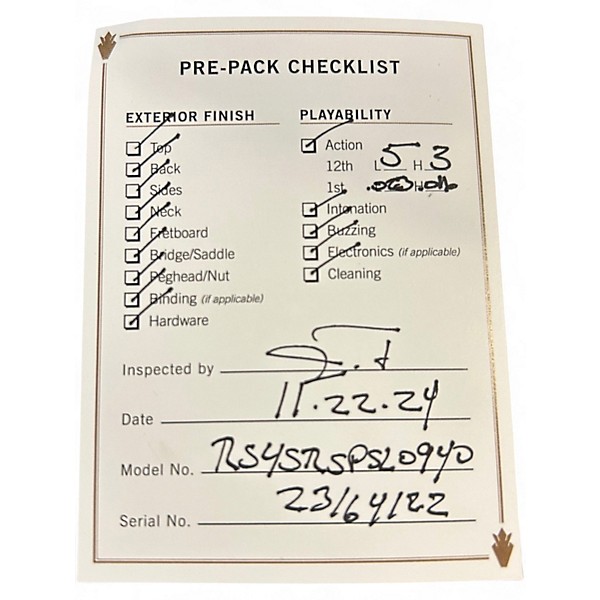 PRE-PACK CHECKLIST
EXTERIOR FINISH
Top
Back
Sides
Neck
Fretboard
Bridge/Saddle
Peghead/Nut
Binding (if applicable)
Hardware
PLAYABILITY
Action
12th L 5 H 3
1st L H
Intonation
Buzzing
Electronics (if applicable)
Cleaning
Inspected by
Date 11.22.24
Model No.
Serial No. 23164122